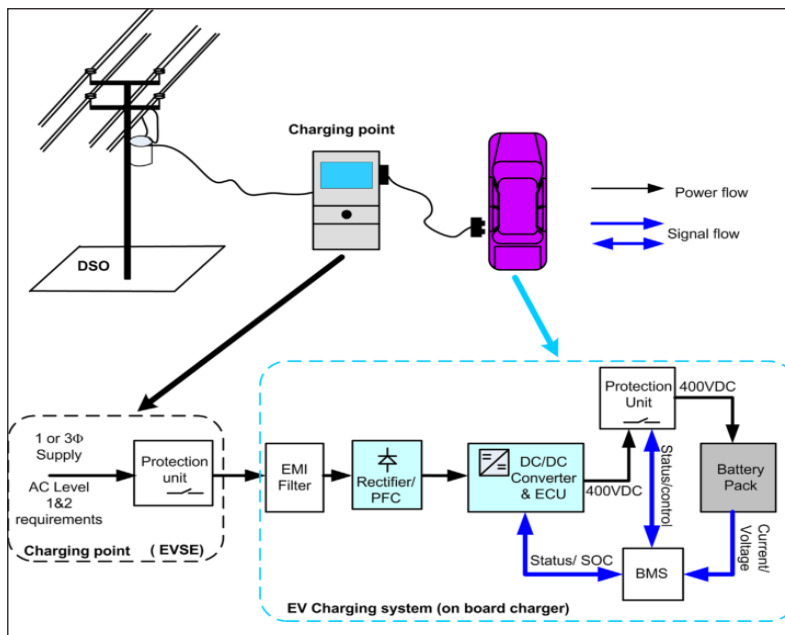 Charging point
Power flow
Signal flow
DSO
1 or 3Φ
Supply
AC Level
1&2
requirements
Protection
unit
Charging point ( EVSE)
EMI
Filter
Rectifier/
PFC
DC/DC
Converter
& ECU
400VDC
Protection
Unit
400VDC
Status/control
Battery
Pack
Current/
Voltage
Status/ SOC
BMS
EV Charging system (on board charger)